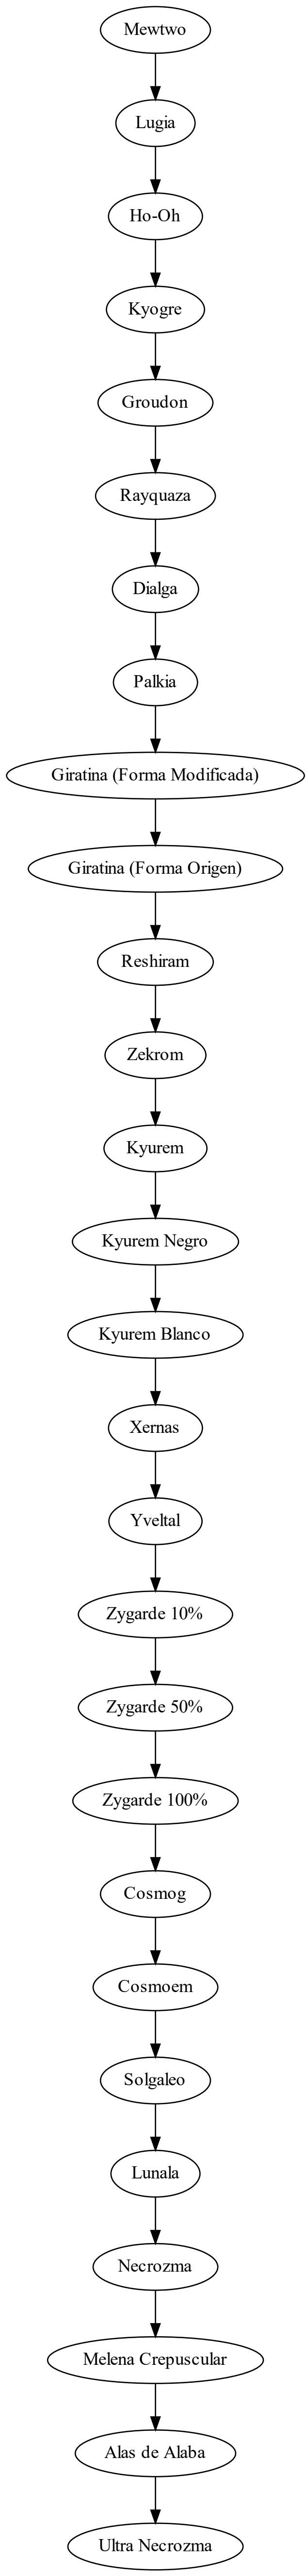 Mewtwo
Lugia
Ho-Oh
Kyogre
Groudon
Rayquaza
Dialga
Palkia
Giratina (Forma Modificada)
Giratina (Forma Origen)
Reshiram
Zekrom
Kyurem
Kyurem Negro
Kyurem Blanco
Xernas
Yveltal
Zygarde 10%
Zygarde 50%
Zygarde 100%
Cosmog
Cosmoem
Solgaleo
Lunala
Necrozma
Melena Crepuscular
Alas de Alaba
Ultra Necrozma